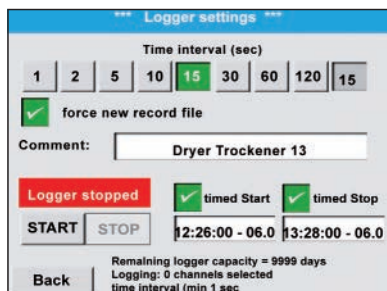 *** Logger settings ***
Time interval (sec)
1 2 5 10 15 30 60 120 15
force new record file
Comment: Dryer Trockener 13
Logger stopped timed Start timed Stop
START STOP 12:26:00 - 06.0 13:28:00 - 06.0
Remaining logger capacity = 9999 days
Back Logging: 0 channels selected
time interval (min 1 sec